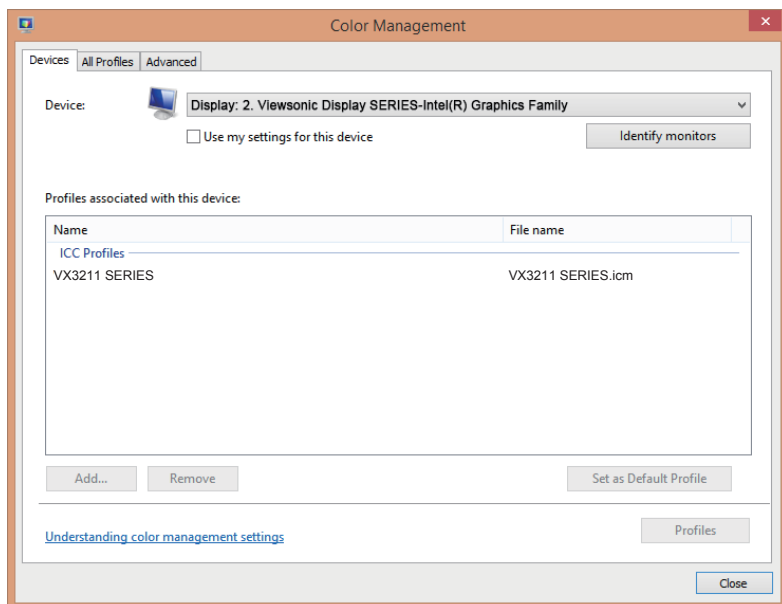 Color Management
Devices All Profiles Advanced
Device: Display: 2. Viewsonic Display SERIES-Intel(R) Graphics Family
Use my settings for this device Identify monitors
Profiles associated with this device:
Name File name
ICC Profiles
VX3211 SERIES VX3211 SERIES.icm
Add... Remove Set as Default Profile
Understanding color management settings Profiles
Close